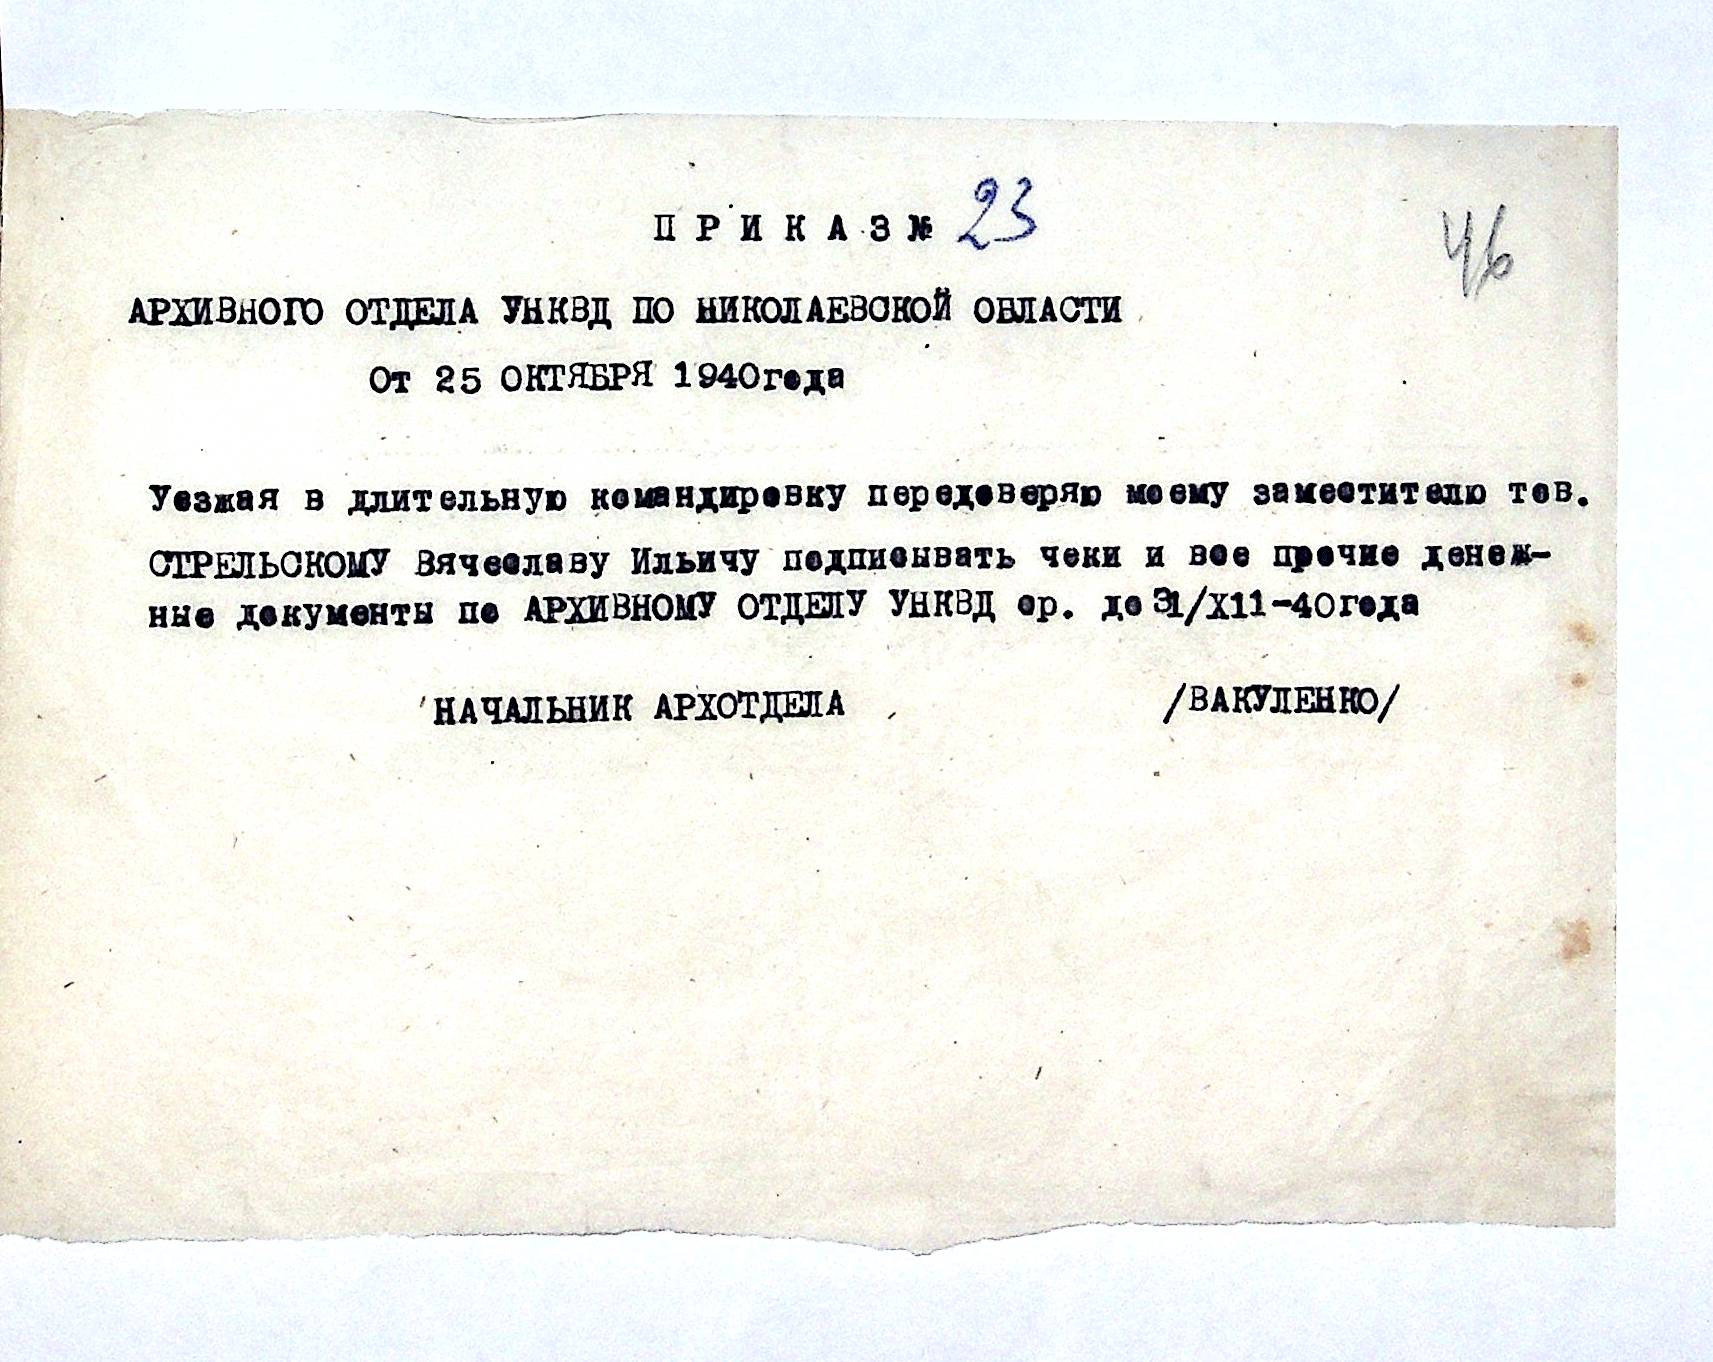 П Р И К А З № 23
46
АРХИВНОГО ОТДЕЛА УНКВД ПО НИКОЛАЕВСКОЙ ОБЛАСТИ
От 25 ОКТЯБРЯ 1940года
Уезжая в длительную командировку передоверяю моему заместителю тов.
СТРЕЛЬСКОМУ Вячеславу Ильичу подписывать чеки и все прочие денеж-
ные документы по АРХИВНОМУ ОТДЕЛУ УНКВД ср. до 31/Х11-40года
НАЧАЛЬНИК АРХОТДЕЛА /ВАКУЛЕНКО/